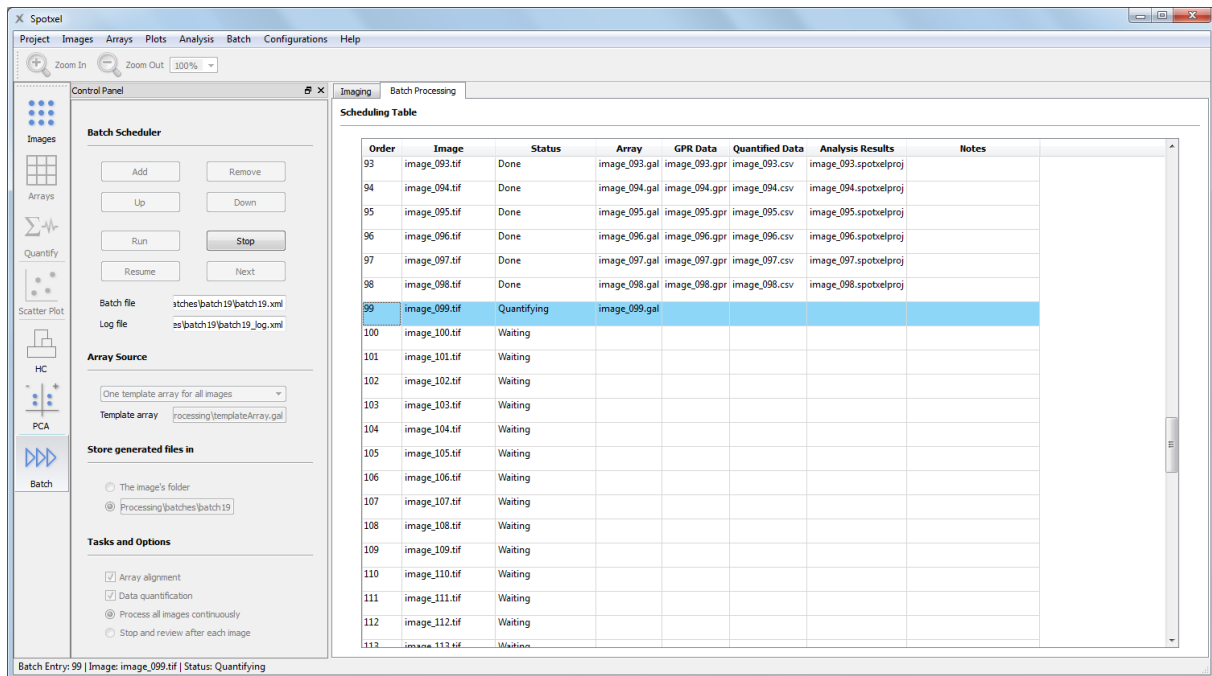 Spotxel
Project Images Arrays Plots Analysis Batch Configurations Help
Zoom In Zoom Out 100%
Control Panel
Images
Arrays
Quantify
Scatter Plot
HC
PCA
Batch
Batch Scheduler
Add Remove
Up Down
Run Stop
Resume Next
Batch file atches\batch19\batch19.xml
Log file es\batch19\batch19_log.xml
Array Source
One template array for all images
Template array rocessing\templateArray.gal
Store generated files in
The image's folder
Processing\batches\batch19
Tasks and Options
Array alignment
Data quantification
Process all images continuously
Stop and review after each image
Imaging Batch Processing
Scheduling Table
Order Image Status Array GPR Data Quantified Data Analysis Results Notes
93 image_093.tif Done image_093.gal image_093.gpr image_093.csv image_093.spotxelproj
94 image_094.tif Done image_094.gal image_094.gpr image_094.csv image_094.spotxelproj
95 image_095.tif Done image_095.gal image_095.gpr image_095.csv image_095.spotxelproj
96 image_096.tif Done image_096.gal image_096.gpr image_096.csv image_096.spotxelproj
97 image_097.tif Done image_097.gal image_097.gpr image_097.csv image_097.spotxelproj
98 image_098.tif Done image_098.gal image_098.gpr image_098.csv image_098.spotxelproj
99 image_099.tif Quantifying image_099.gal
100 image_100.tif Waiting
101 image_101.tif Waiting
102 image_102.tif Waiting
103 image_103.tif Waiting
104 image_104.tif Waiting
105 image_105.tif Waiting
106 image_106.tif Waiting
107 image_107.tif Waiting
108 image_108.tif Waiting
109 image_109.tif Waiting
110 image_110.tif Waiting
111 image_111.tif Waiting
112 image_112.tif Waiting
113 image_113.tif Waiting
Batch Entry: 99 | Image: image_099.tif | Status: Quantifying